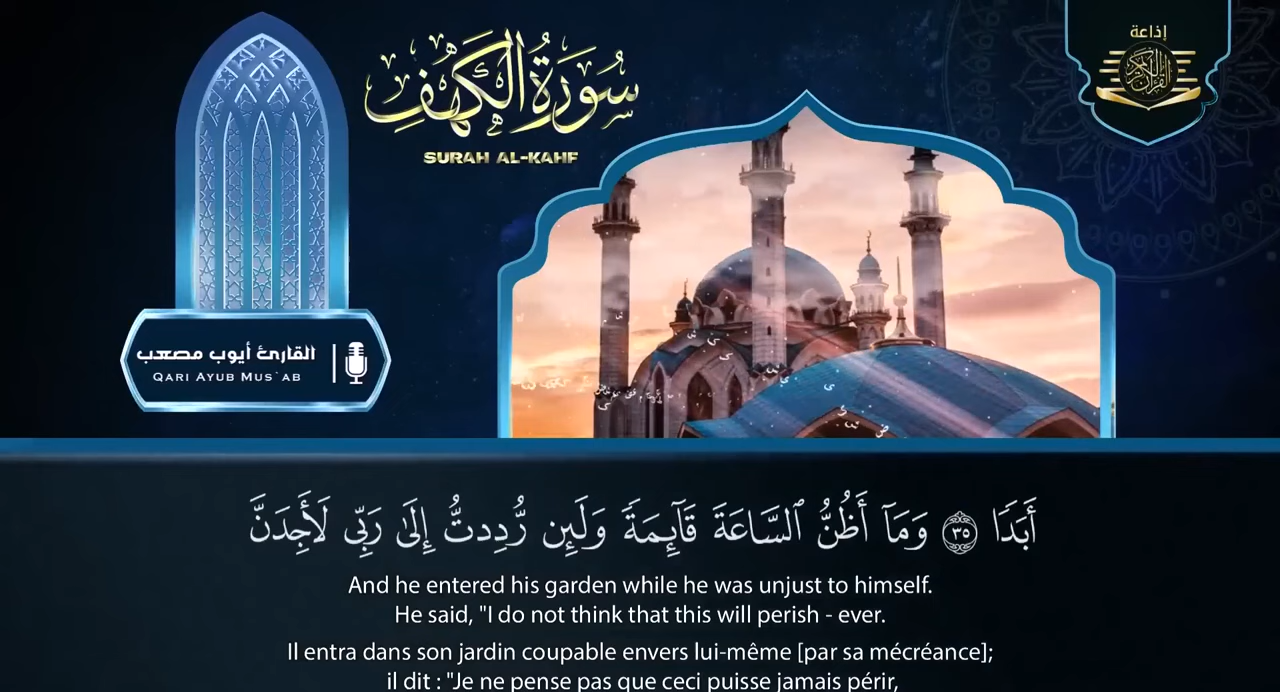 سُورَةُ الكَهْفِ
SURAH AL-KAHF
إذاعة
القرآن الكريم
القارئ أيوب مصعب
QARI AYUB MUS`AB
أَبَدًا ۝٣٥ وَمَآ أَظُنُّ ٱلسَّاعَةَ قَآئِمَةً وَلَئِن رُّدِدتُّ إِلَىٰ رَبِّى لَأَجِدَنَّ
And he entered his garden while he was unjust to himself.
He said, "I do not think that this will perish - ever.
Il entra dans son jardin coupable envers lui-même [par sa mécréance];
il dit : "Je ne pense pas que ceci puisse jamais périr,